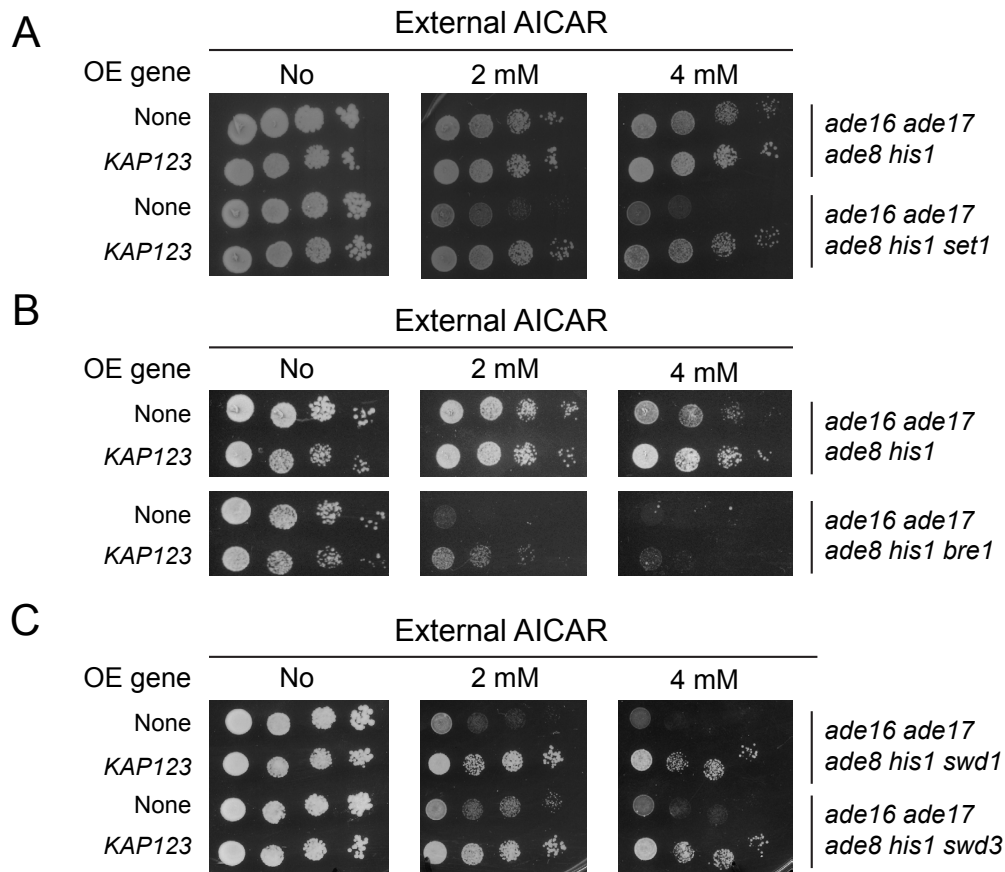 A
External AICAR
OE gene No 2 mM 4 mM
None
KAP123
None
KAP123
ade16 ade17
ade8 his1
ade16 ade17
ade8 his1 set1
B
External AICAR
OE gene No 2 mM 4 mM
None
KAP123
None
KAP123
ade16 ade17
ade8 his1
ade16 ade17
ade8 his1 bre1
C
External AICAR
OE gene No 2 mM 4 mM
None
KAP123
None
KAP123
ade16 ade17
ade8 his1 swd1
ade16 ade17
ade8 his1 swd3